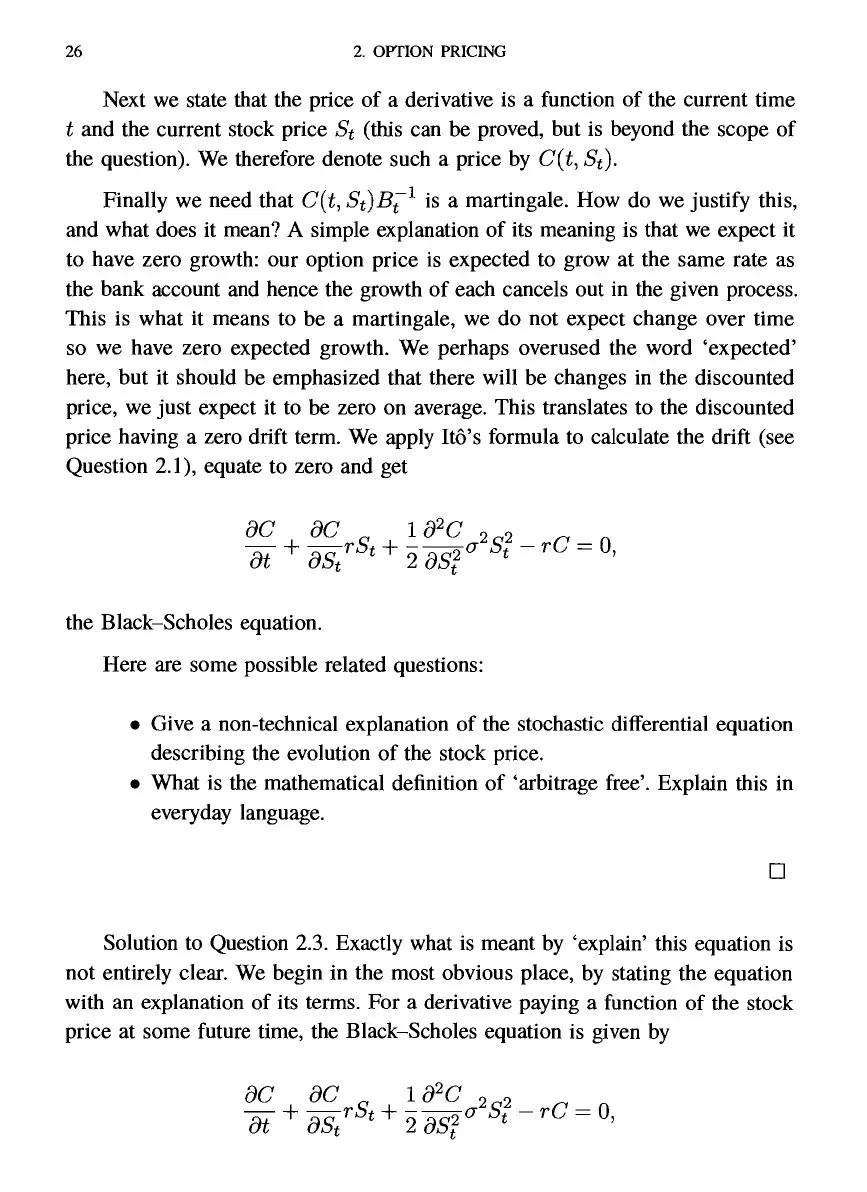 26 2. OPTION PRICING
Next we state that the price of a derivative is a function of the current time
t and the current stock price S_t (this can be proved, but is beyond the scope of
the question). We therefore denote such a price by C(t, S_t).
Finally we need that C(t, S_t)B_t^{-1} is a martingale. How do we justify this,
and what does it mean? A simple explanation of its meaning is that we expect it
to have zero growth: our option price is expected to grow at the same rate as
the bank account and hence the growth of each cancels out in the given process.
This is what it means to be a martingale, we do not expect change over time
so we have zero expected growth. We perhaps overused the word ‘expected’
here, but it should be emphasized that there will be changes in the discounted
price, we just expect it to be zero on average. This translates to the discounted
price having a zero drift term. We apply Itô’s formula to calculate the drift (see
Question 2.1), equate to zero and get
∂C/∂t + ∂C/∂S_t rS_t + 1/2 ∂²C/∂S_t² σ²S_t² − rC = 0,
the Black–Scholes equation.
Here are some possible related questions:
• Give a non-technical explanation of the stochastic differential equation
describing the evolution of the stock price.
• What is the mathematical definition of ‘arbitrage free’. Explain this in
everyday language.
□
Solution to Question 2.3. Exactly what is meant by ‘explain’ this equation is
not entirely clear. We begin in the most obvious place, by stating the equation
with an explanation of its terms. For a derivative paying a function of the stock
price at some future time, the Black–Scholes equation is given by
∂C/∂t + ∂C/∂S_t rS_t + 1/2 ∂²C/∂S_t² σ²S_t² − rC = 0,